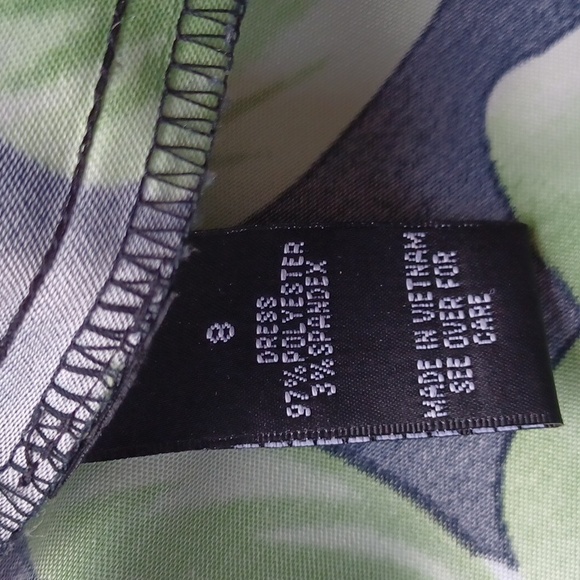 8
DRESS
97% POLYESTER
3% SPANDEX
MADE IN VIETNAM
SEE OVER FOR
CARE